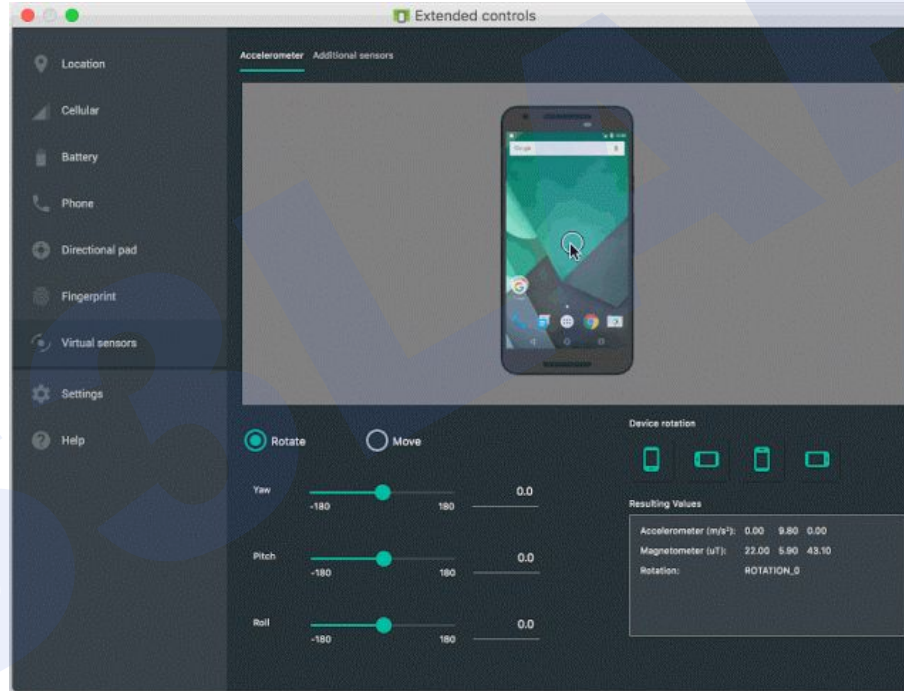 Extended controls
Location
Cellular
Battery
Phone
Directional pad
Fingerprint
Virtual sensors
Settings
Help
Accelerometer Additional sensors
Google
Rotate Move
Yaw 0.0
-180 180
Pitch 0.0
-180 180
Roll 0.0
-180 180
Device rotation
Resulting Values
Accelerometer (m/s²): 0.00 9.80 0.00
Magnetometer (uT): 22.00 5.90 43.10
Rotation: ROTATION_0